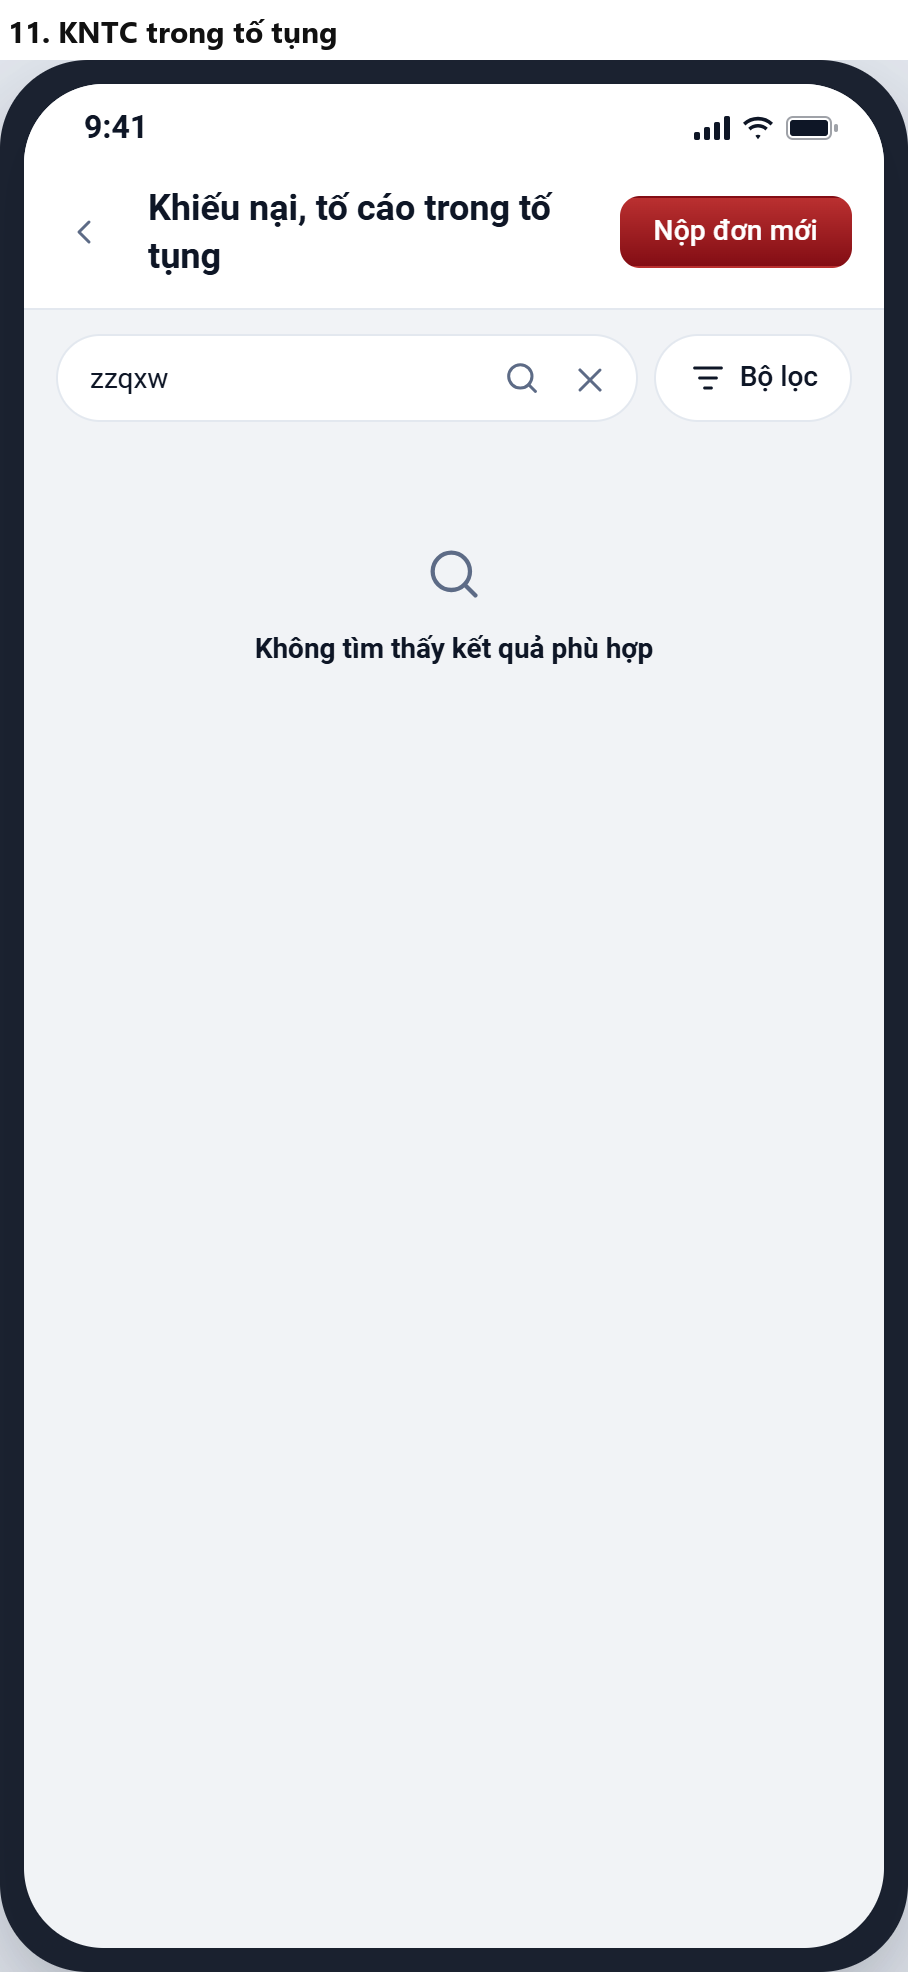 11. KNTC trong tố tụng
9:41
Khiếu nại, tố cáo trong tố
tụng
Nộp đơn mới
zzqxw
Bộ lọc
Không tìm thấy kết quả phù hợp